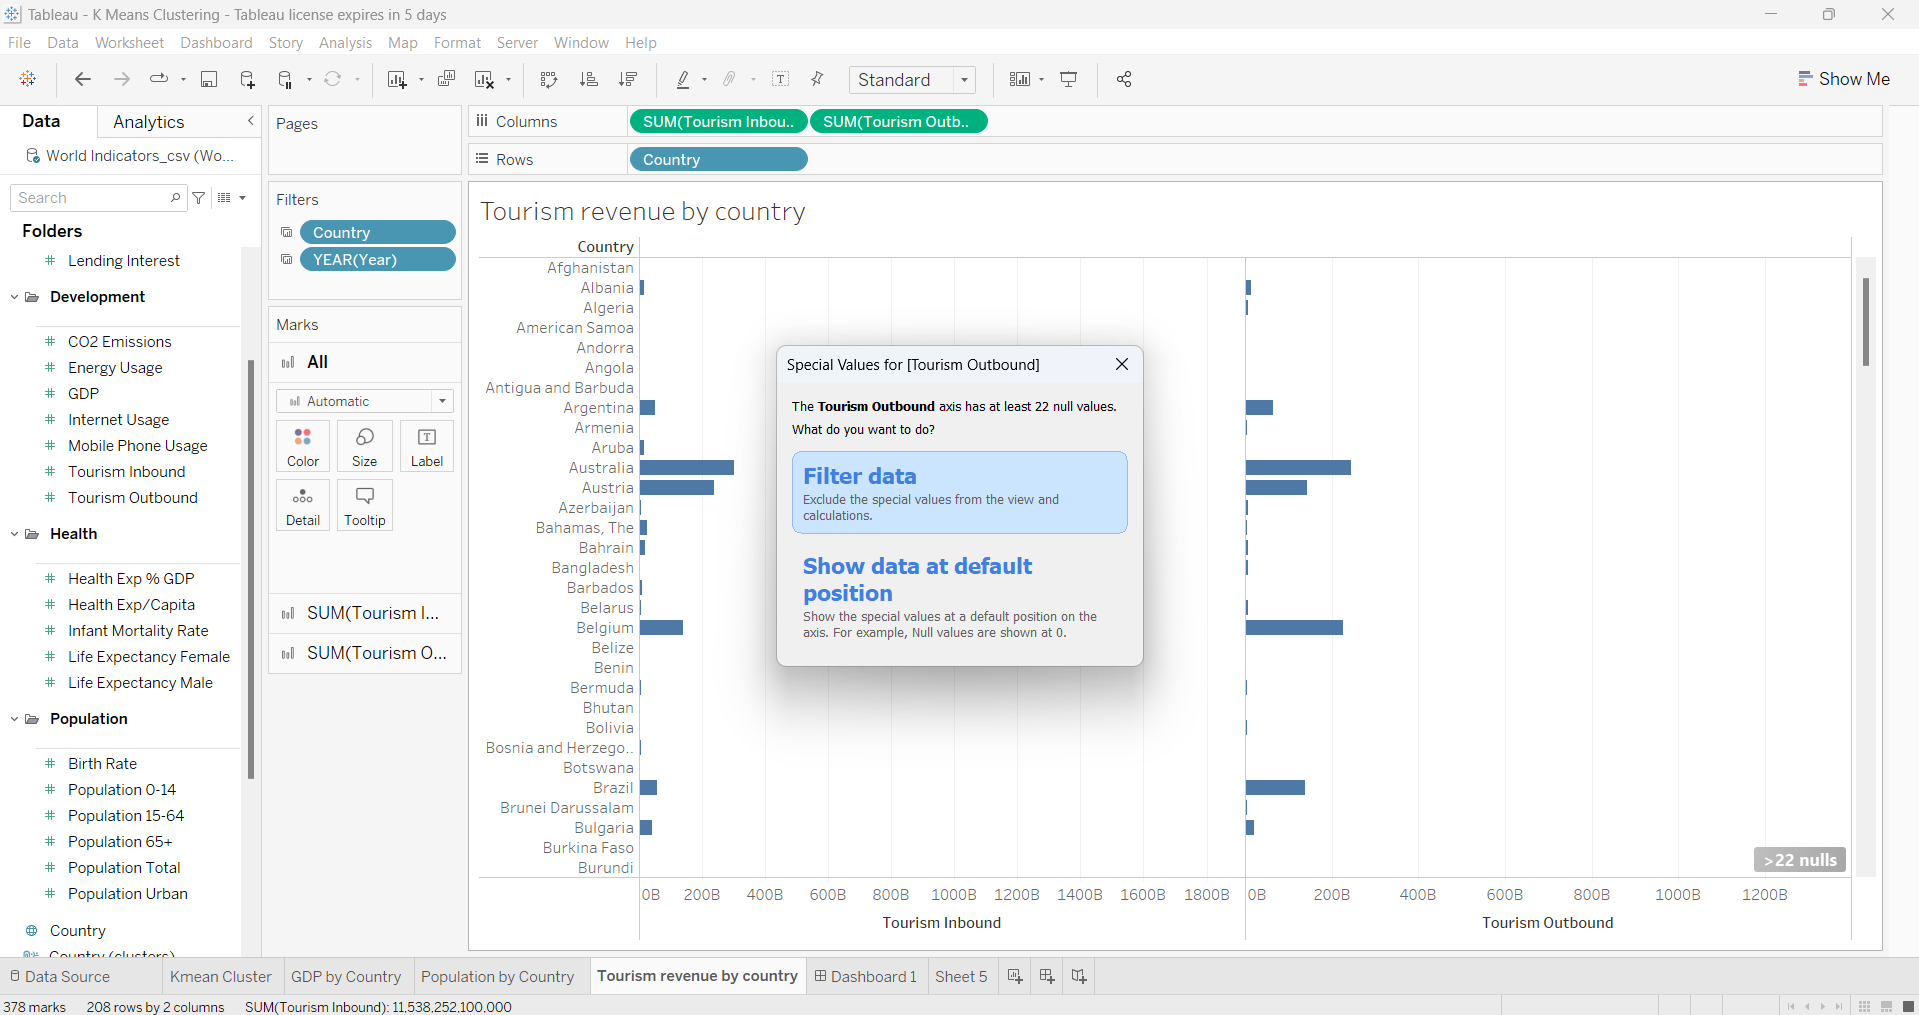 Tableau - K Means Clustering - Tableau license expires in 5 days
File Data Worksheet Dashboard Story Analysis Map Format Server Window Help
Standard
Show Me
Data
Analytics
World Indicators_csv (Wo...
Search
Folders
Lending Interest
Development
CO2 Emissions
Energy Usage
GDP
Internet Usage
Mobile Phone Usage
Tourism Inbound
Tourism Outbound
Health
Health Exp % GDP
Health Exp/Capita
Infant Mortality Rate
Life Expectancy Female
Life Expectancy Male
Population
Birth Rate
Population 0-14
Population 15-64
Population 65+
Population Total
Population Urban
Country
Country (clusters)
Pages
Filters
Country
YEAR(Year)
Marks
All
Automatic
Color
Size
Label
Detail
Tooltip
SUM(Tourism I...
SUM(Tourism O...
Columns
SUM(Tourism Inbou..
SUM(Tourism Outb..
Rows
Country
Tourism revenue by country
Country
Afghanistan
Albania
Algeria
American Samoa
Andorra
Angola
Antigua and Barbuda
Argentina
Armenia
Aruba
Australia
Austria
Azerbaijan
Bahamas, The
Bahrain
Bangladesh
Barbados
Belarus
Belgium
Belize
Benin
Bermuda
Bhutan
Bolivia
Bosnia and Herzego..
Botswana
Brazil
Brunei Darussalam
Bulgaria
Burkina Faso
Burundi
0B 200B 400B 600B 800B 1000B 1200B 1400B 1600B 1800B
Tourism Inbound
0B 200B 400B 600B 800B 1000B 1200B
Tourism Outbound
>22 nulls
Special Values for [Tourism Outbound]
The Tourism Outbound axis has at least 22 null values.
What do you want to do?
Filter data
Exclude the special values from the view and
calculations.
Show data at default
position
Show the special values at a default position on the
axis. For example, Null values are shown at 0.
Data Source
Kmean Cluster
GDP by Country
Population by Country
Tourism revenue by country
Dashboard 1
Sheet 5
378 marks
208 rows by 2 columns
SUM(Tourism Inbound): 11,538,252,100,000